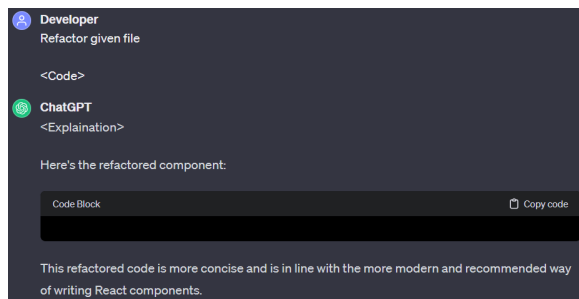 Developer
Refactor given file
<Code>
ChatGPT
<Explaination>
Here's the refactored component:
Code Block
Copy code
This refactored code is more concise and is in line with the more modern and recommended way
of writing React components.